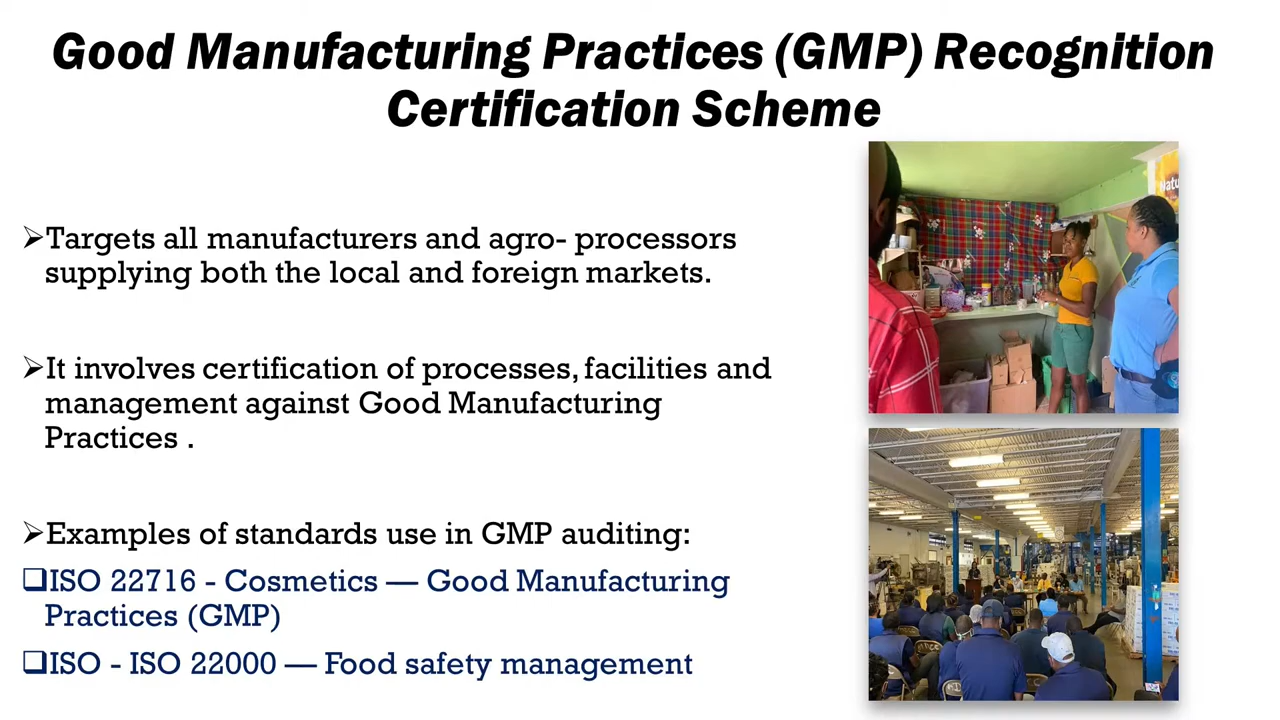 Good Manufacturing Practices (GMP) Recognition
Certification Scheme
➢Targets all manufacturers and agro- processors
supplying both the local and foreign markets.
➢It involves certification of processes, facilities and
management against Good Manufacturing
Practices .
➢Examples of standards use in GMP auditing:
❑ISO 22716 - Cosmetics — Good Manufacturing
Practices (GMP)
❑ISO - ISO 22000 — Food safety management
Natu